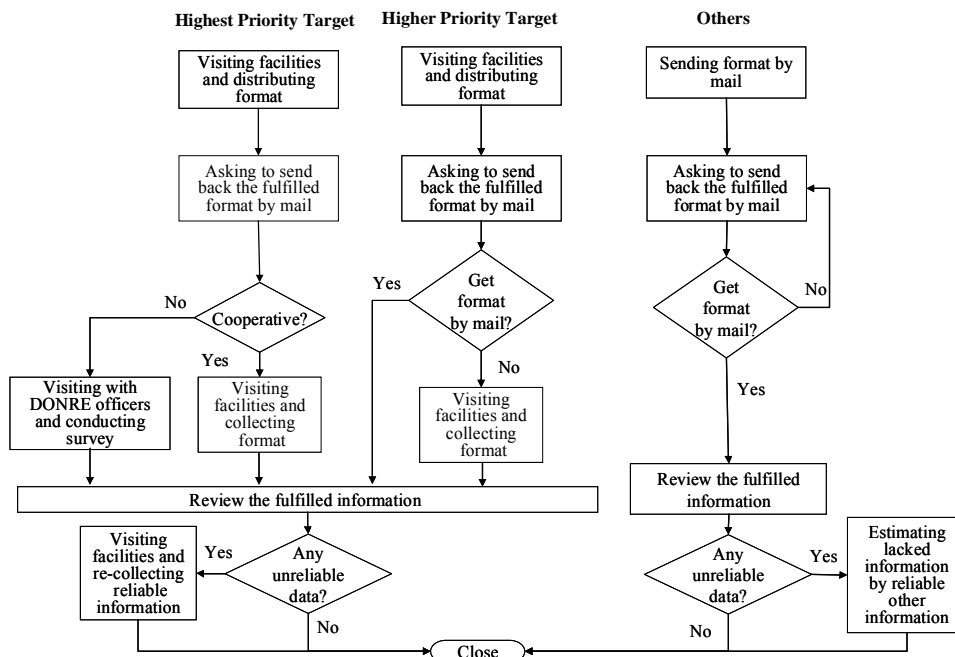 Highest Priority Target
Higher Priority Target
Others
Visiting facilities
and distributing
format
Visiting facilities
and distributing
format
Sending format by
mail
Asking to send
back the fulfilled
format by mail
Asking to send
back the fulfilled
format by mail
Asking to send
back the fulfilled
format by mail
No
Cooperative?
Yes
Yes
Get
format
by mail?
No
Get
format
by mail?
No
Yes
Visiting with
DONRE officers
and conducting
survey
Visiting
facilities and
collecting
format
Visiting
facilities and
collecting
format
Review the fulfilled information
Review the fulfilled
information
Visiting
facilities and
re-collecting
reliable
information
Yes
Any
unreliable
data?
No
Any
unreliable
data?
Yes
No
Estimating
lacked
information
by reliable
other
information
Close